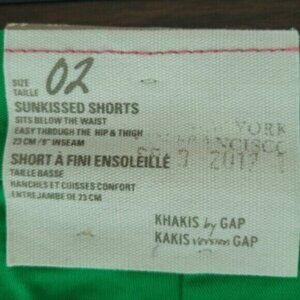 SIZE
TAILLE 02
SUNKISSED SHORTS
SITS BELOW THE WAIST
EASY THROUGH THE HIP & THIGH
23 CM / 9" INSEAM
SHORT À FINI ENSOLEILLÉ
TAILLE BASSE
HANCHES ET CUISSES CONFORT
ENTREJAMBE DE 23 CM
YORK
FRANCISCO
2012
KHAKIS by GAP
KAKIS version GAP